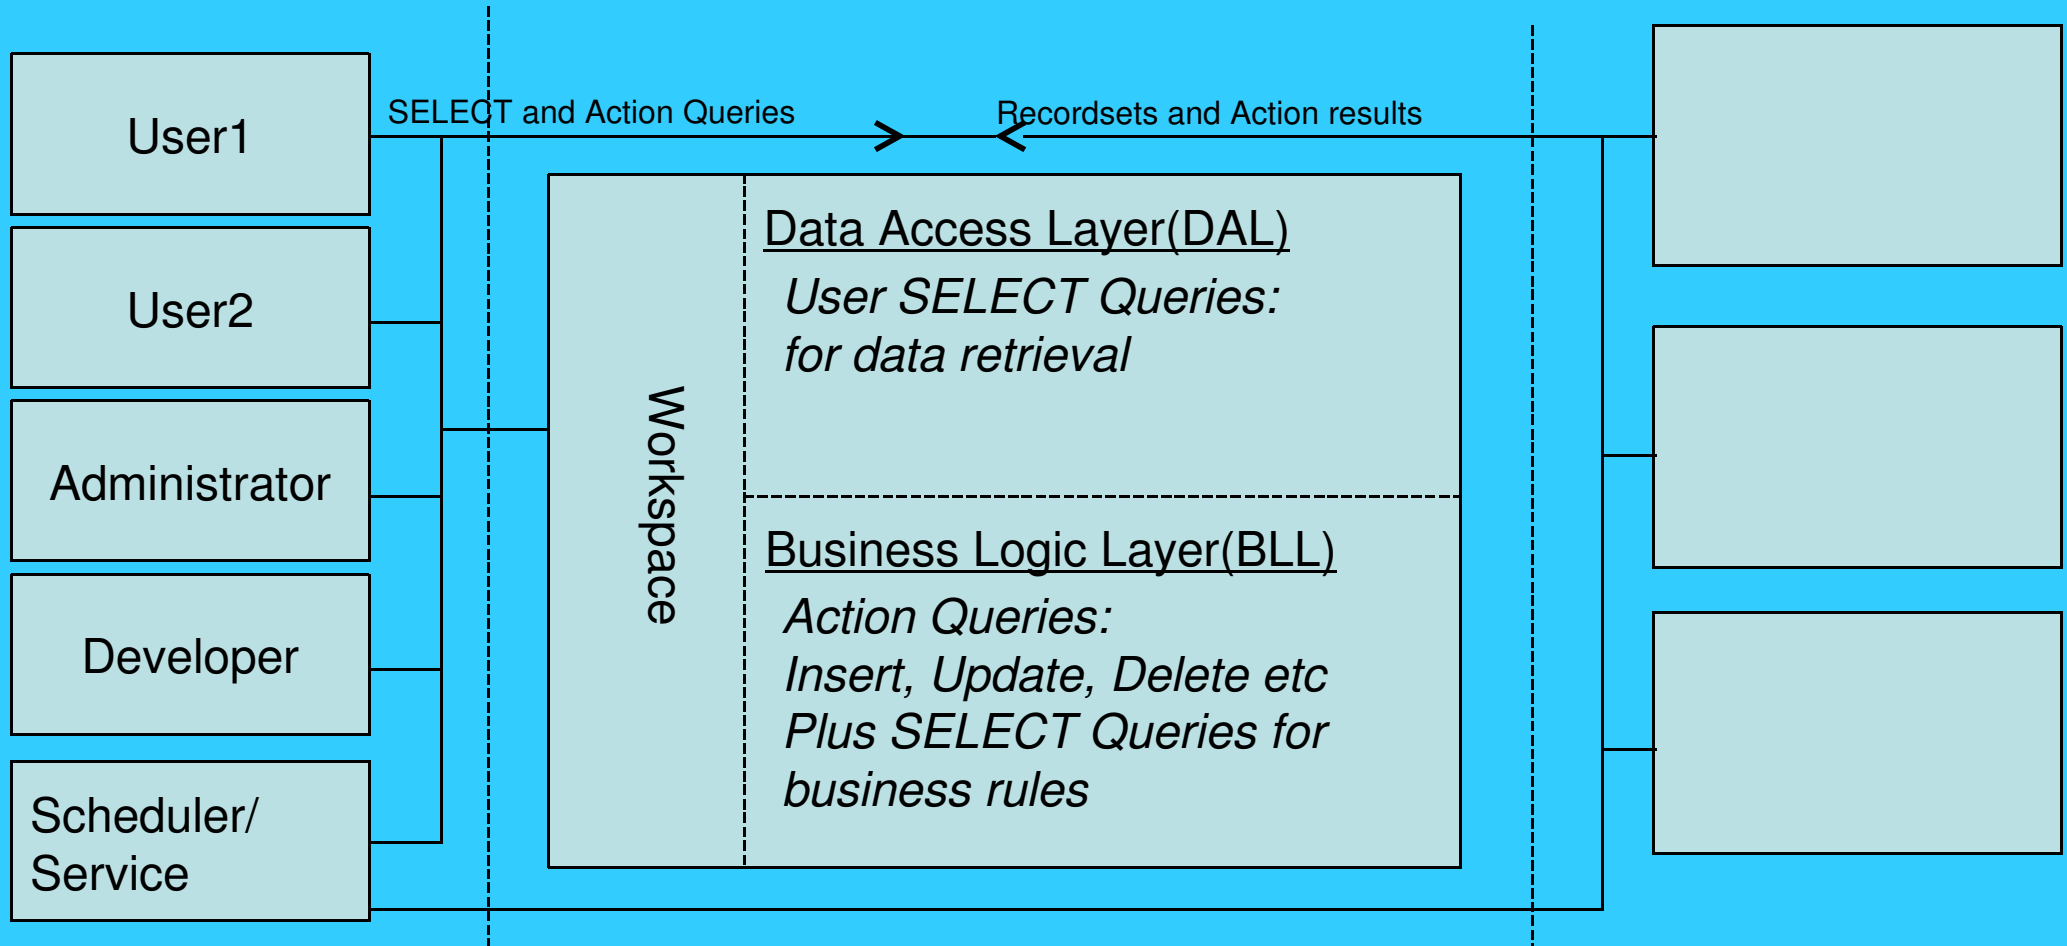 User1
User2
Administrator
Developer
Scheduler/
Service
SELECT and Action Queries
Recordsets and Action results
Workspace
Data Access Layer(DAL)
User SELECT Queries:
for data retrieval
Business Logic Layer(BLL)
Action Queries:
Insert, Update, Delete etc
Plus SELECT Queries for
business rules